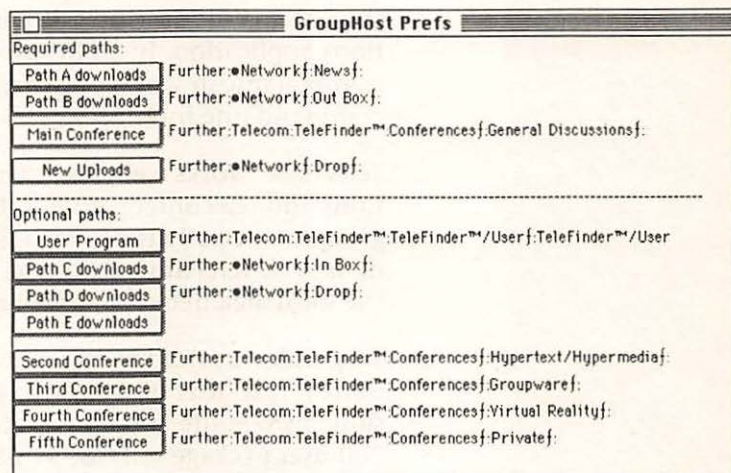 GroupHost Prefs
Required paths:
Path A downloads Further:●Networkƒ:Newsƒ:
Path B downloads Further:●Networkƒ:Out Boxƒ:
Main Conference Further:Telecom:TeleFinder™:Conferencesƒ:General Discussionsƒ:
New Uploads Further:●Networkƒ:Dropƒ:
Optional paths:
User Program Further:Telecom:TeleFinder™:TeleFinder™/Userƒ:TeleFinder™/User
Path C downloads Further:●Networkƒ:In Boxƒ:
Path D downloads Further:●Networkƒ:Dropƒ:
Path E downloads
Second Conference Further:Telecom:TeleFinder™:Conferencesƒ:Hypertext/Hypermediaƒ:
Third Conference Further:Telecom:TeleFinder™:Conferencesƒ:Groupwareƒ:
Fourth Conference Further:Telecom:TeleFinder™:Conferencesƒ:Virtual Realityƒ:
Fifth Conference Further:Telecom:TeleFinder™:Conferencesƒ:Privateƒ: